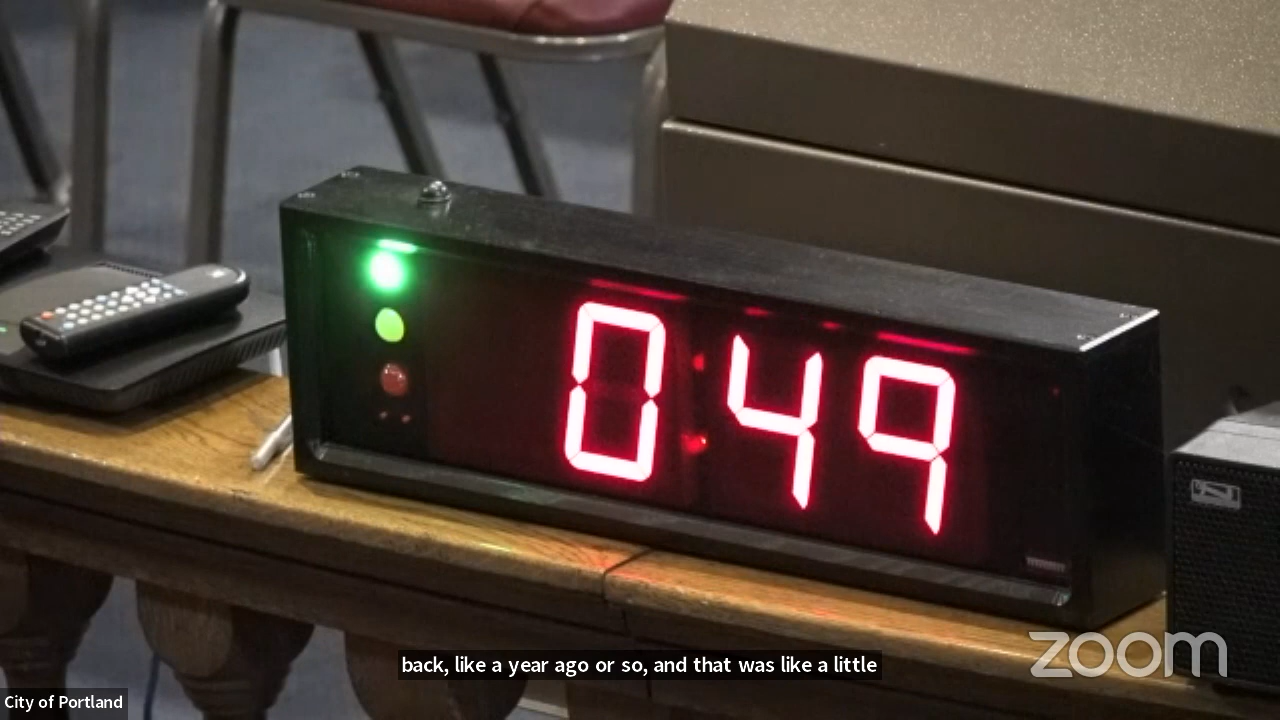 0:49
back, like a year ago or so, and that was like a little
City of Portland
zoom